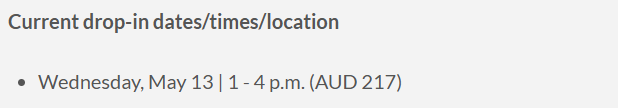 Current drop-in dates/times/location
• Wednesday, May 13 | 1 - 4 p.m. (AUD 217)